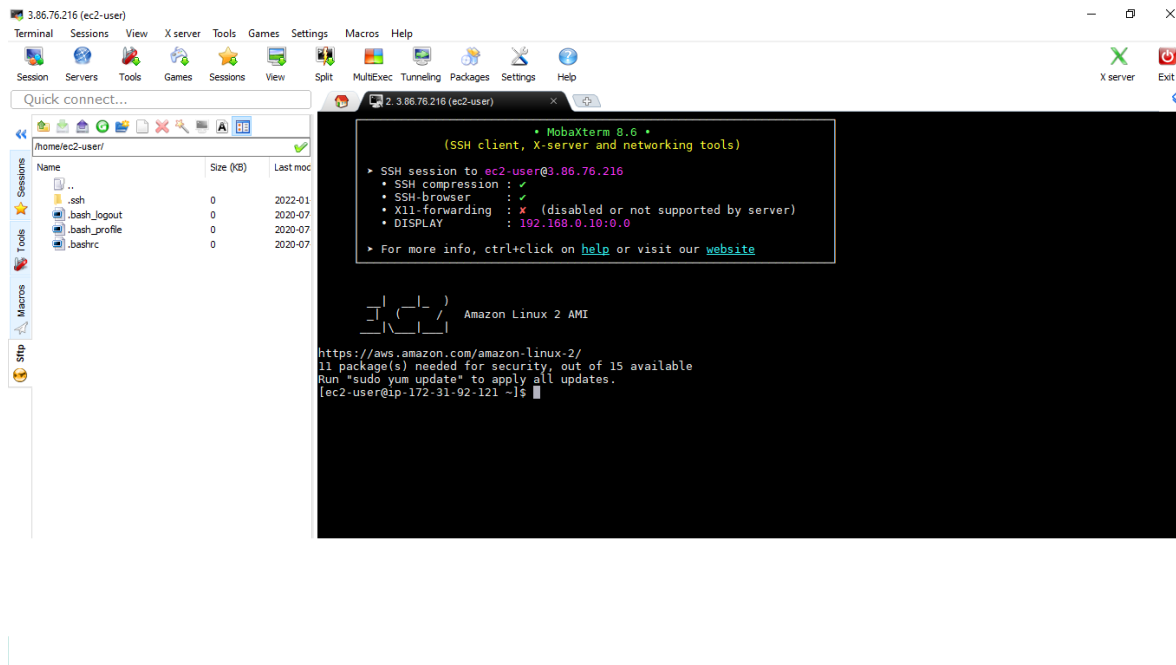 3.86.76.216 (ec2-user)
Terminal Sessions View X server Tools Games Settings Macros Help
Session Servers Tools Games Sessions View Split MultiExec Tunneling Packages Settings Help X server Exit
Quick connect...
2. 3.86.76.216 (ec2-user)
/home/ec2-user/
Name Size (KB) Last mod
..
.ssh 0 2022-01
.bash_logout 0 2020-07
.bash_profile 0 2020-07
.bashrc 0 2020-07
Sessions
Tools
Macros
Sftp
• MobaXterm 8.6 •
(SSH client, X-server and networking tools)
➤ SSH session to ec2-user@3.86.76.216
• SSH compression : ✔
• SSH-browser : ✔
• X11-forwarding : ✘ (disabled or not supported by server)
• DISPLAY : 192.168.0.10:0.0
➤ For more info, ctrl+click on help or visit our website
__| __|_ )
_| ( / Amazon Linux 2 AMI
___|\___|___|
https://aws.amazon.com/amazon-linux-2/
11 package(s) needed for security, out of 15 available
Run "sudo yum update" to apply all updates.
[ec2-user@ip-172-31-92-121 ~]$